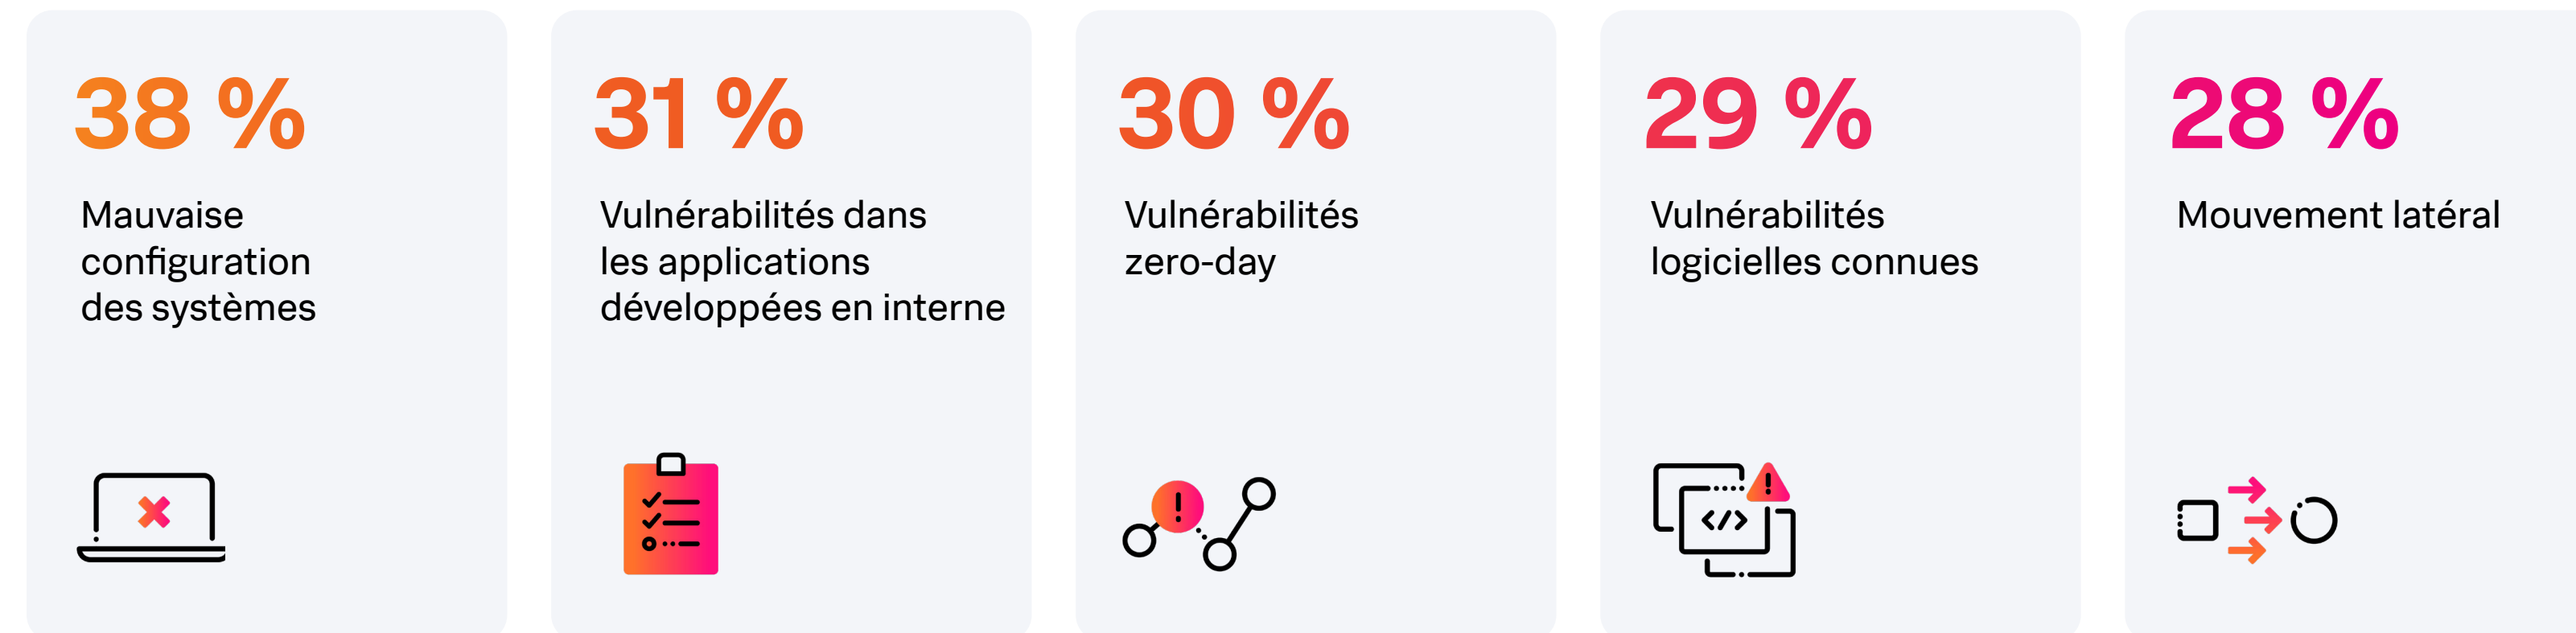 38 %
Mauvaise
configuration
des systèmes
31 %
Vulnérabilités dans
les applications
développées en interne
30 %
Vulnérabilités
zero-day
29 %
Vulnérabilités
logicielles connues
28 %
Mouvement latéral